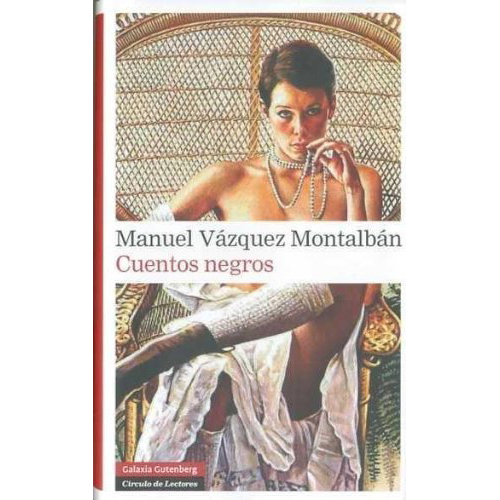 Manuel Vázquez Montalbán
Cuentos negros
Galaxia Gutenberg
Círculo de Lectores